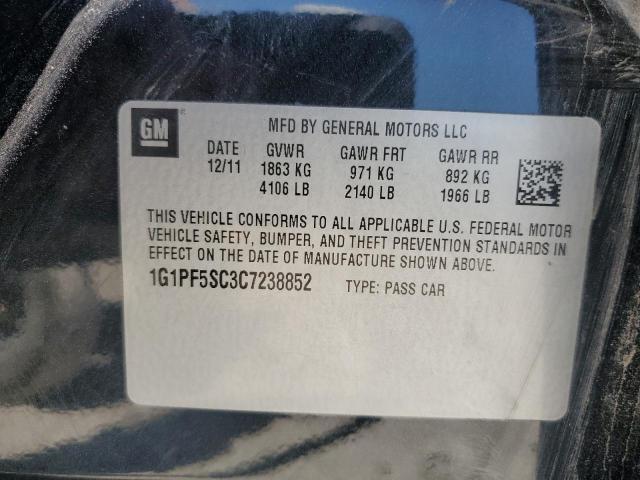 GM
MFD BY GENERAL MOTORS LLC
DATE GVWR GAWR FRT GAWR RR
12/11 1863 KG 971 KG 892 KG
4106 LB 2140 LB 1966 LB
THIS VEHICLE CONFORMS TO ALL APPLICABLE U.S. FEDERAL MOTOR
VEHICLE SAFETY, BUMPER, AND THEFT PREVENTION STANDARDS IN
EFFECT ON THE DATE OF MANUFACTURE SHOWN ABOVE.
1G1PF5SC3C7238852 TYPE: PASS CAR